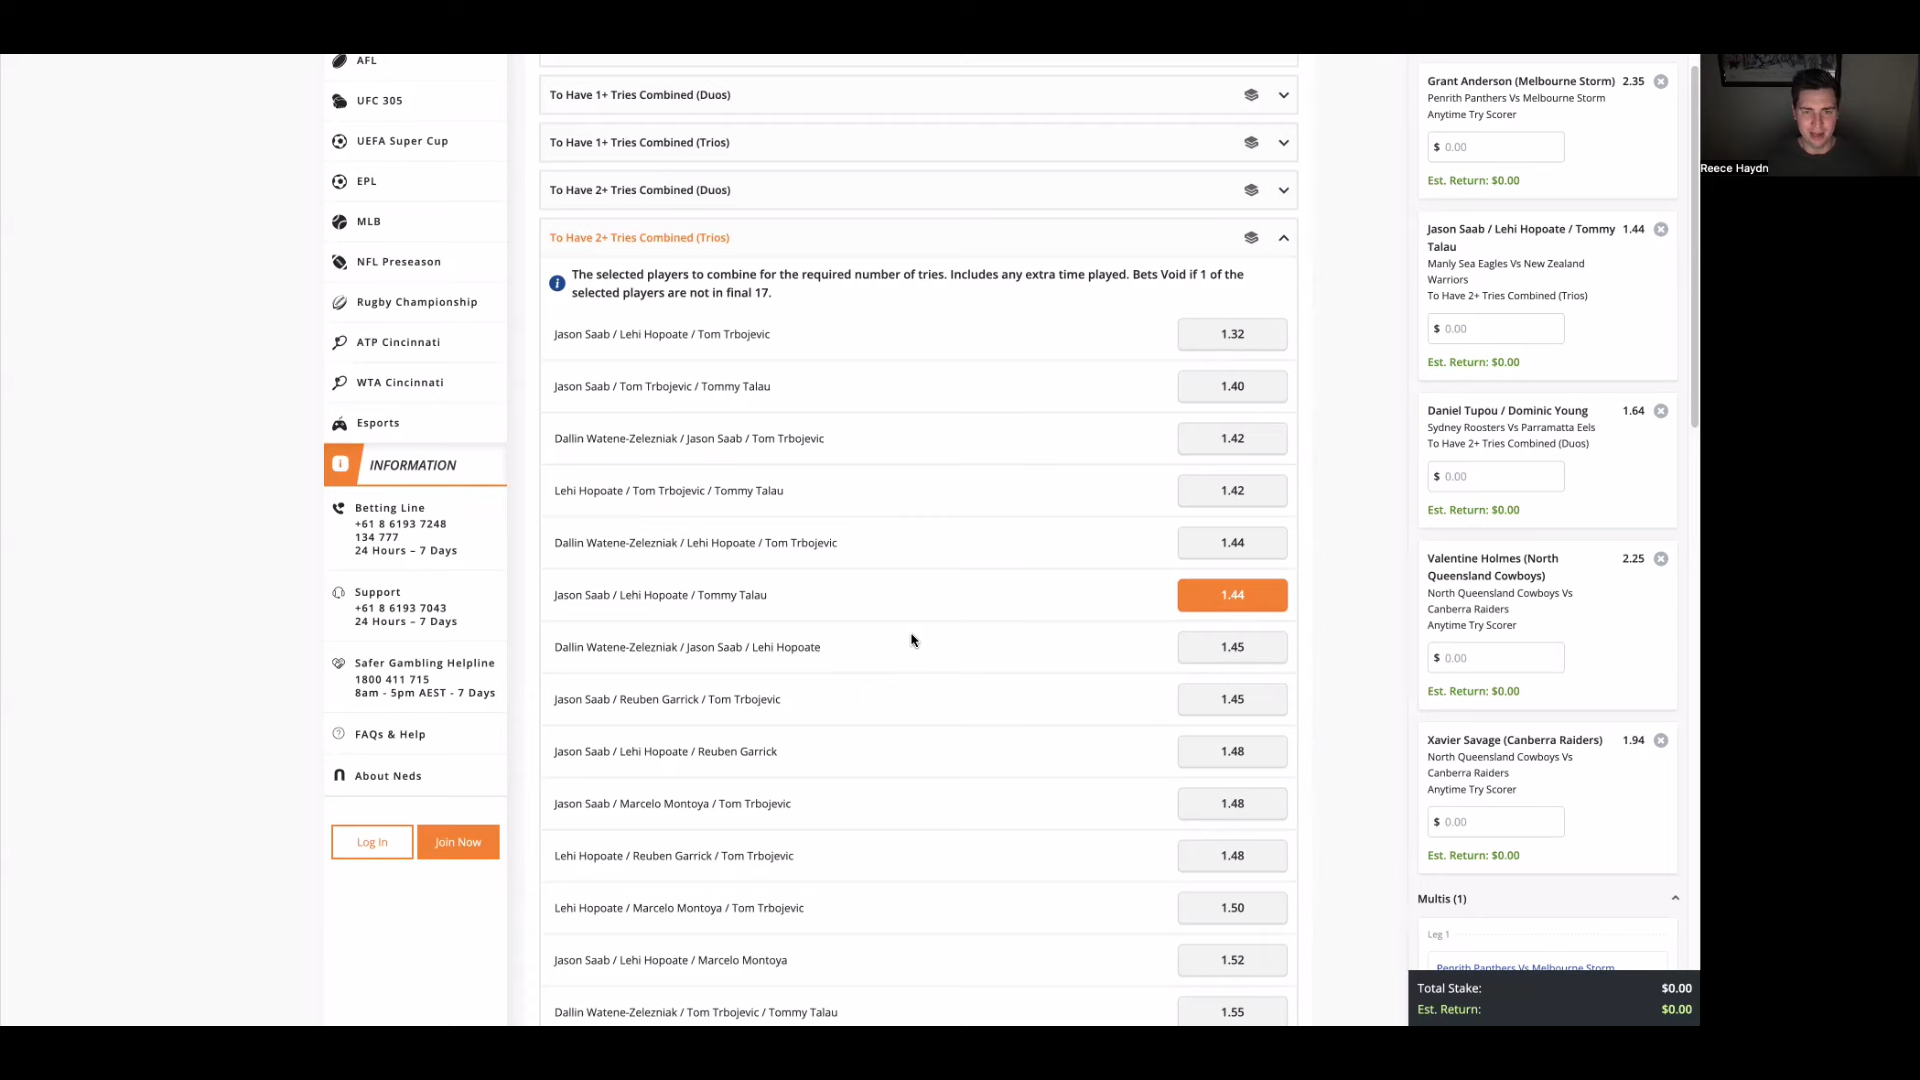 AFL
UFC 305
UEFA Super Cup
EPL
MLB
NFL Preseason
Rugby Championship
ATP Cincinnati
WTA Cincinnati
Esports
INFORMATION
Betting Line
+61 8 6193 7248
134 777
24 Hours – 7 Days
Support
+61 8 6193 7043
24 Hours – 7 Days
Safer Gambling Helpline
1800 411 715
8am - 5pm AEST - 7 Days
FAQs & Help
About Neds
Log In
Join Now
To Have 1+ Tries Combined (Duos)
To Have 1+ Tries Combined (Trios)
To Have 2+ Tries Combined (Duos)
To Have 2+ Tries Combined (Trios)
The selected players to combine for the required number of tries. Includes any extra time played. Bets Void if 1 of the
selected players are not in final 17.
Jason Saab / Lehi Hopoate / Tom Trbojevic 1.32
Jason Saab / Tom Trbojevic / Tommy Talau 1.40
Dallin Watene-Zelezniak / Jason Saab / Tom Trbojevic 1.42
Lehi Hopoate / Tom Trbojevic / Tommy Talau 1.42
Dallin Watene-Zelezniak / Lehi Hopoate / Tom Trbojevic 1.44
Jason Saab / Lehi Hopoate / Tommy Talau 1.44
Dallin Watene-Zelezniak / Jason Saab / Lehi Hopoate 1.45
Jason Saab / Reuben Garrick / Tom Trbojevic 1.45
Jason Saab / Lehi Hopoate / Reuben Garrick 1.48
Jason Saab / Marcelo Montoya / Tom Trbojevic 1.48
Lehi Hopoate / Reuben Garrick / Tom Trbojevic 1.48
Lehi Hopoate / Marcelo Montoya / Tom Trbojevic 1.50
Jason Saab / Lehi Hopoate / Marcelo Montoya 1.52
Dallin Watene-Zelezniak / Tom Trbojevic / Tommy Talau 1.55
Grant Anderson (Melbourne Storm) 2.35
Penrith Panthers Vs Melbourne Storm
Anytime Try Scorer
$ 0.00
Est. Return: $0.00
Jason Saab / Lehi Hopoate / Tommy 1.44
Talau
Manly Sea Eagles Vs New Zealand
Warriors
To Have 2+ Tries Combined (Trios)
$ 0.00
Est. Return: $0.00
Daniel Tupou / Dominic Young 1.64
Sydney Roosters Vs Parramatta Eels
To Have 2+ Tries Combined (Duos)
$ 0.00
Est. Return: $0.00
Valentine Holmes (North 2.25
Queensland Cowboys)
North Queensland Cowboys Vs
Canberra Raiders
Anytime Try Scorer
$ 0.00
Est. Return: $0.00
Xavier Savage (Canberra Raiders) 1.94
North Queensland Cowboys Vs
Canberra Raiders
Anytime Try Scorer
$ 0.00
Est. Return: $0.00
Multis (1)
Leg 1
Penrith Panthers Vs Melbourne Storm
Total Stake: $0.00
Est. Return: $0.00
Reece Haydn